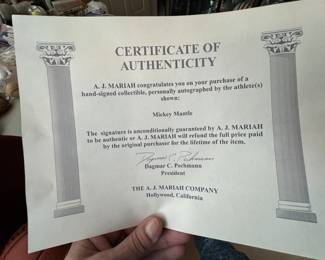 CERTIFICATE OF
AUTHENTICITY
A. J. MARIAH congratulates you on your purchase of a
hand-signed collectible, personally autographed by the athlete(s)
shown:
Mickey Mantle
The signature is unconditionally guaranteed by A. J. MARIAH
to be authentic or A. J. MARIAH will refund the full price paid
by the original purchaser for the lifetime of the item.
Dagmar C. Pochmann
Dagmar C. Pochmann
President
THE A. J. MARIAH COMPANY
Hollywood, California